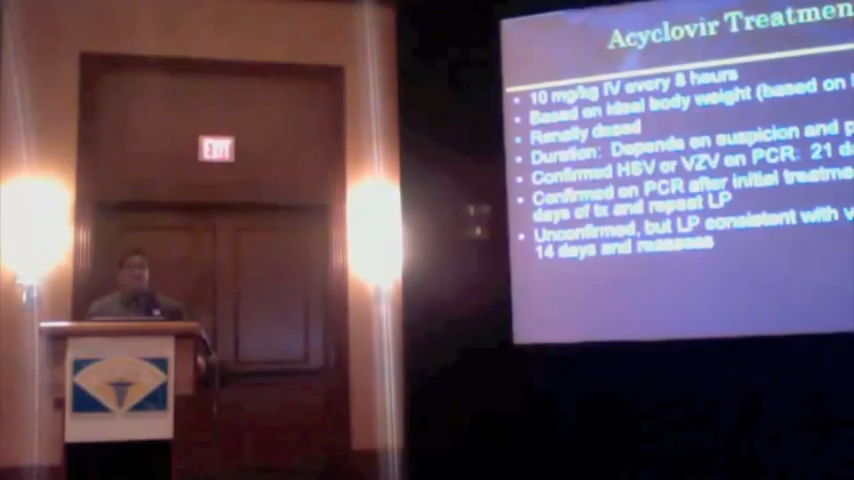 EXIT
Acyclovir Treatmen
• 10 mg/kg IV every 8 hours
• Based on ideal body weight (based on
• Renally dosed
• Duration: Depends on suspicion and p
• Confirmed HSV or VZV on PCR: 21 d
• Confirmed on PCR after initial treatme
days of tx and repeat LP
• Unconfirmed, but LP consistent with v
14 days and reassess